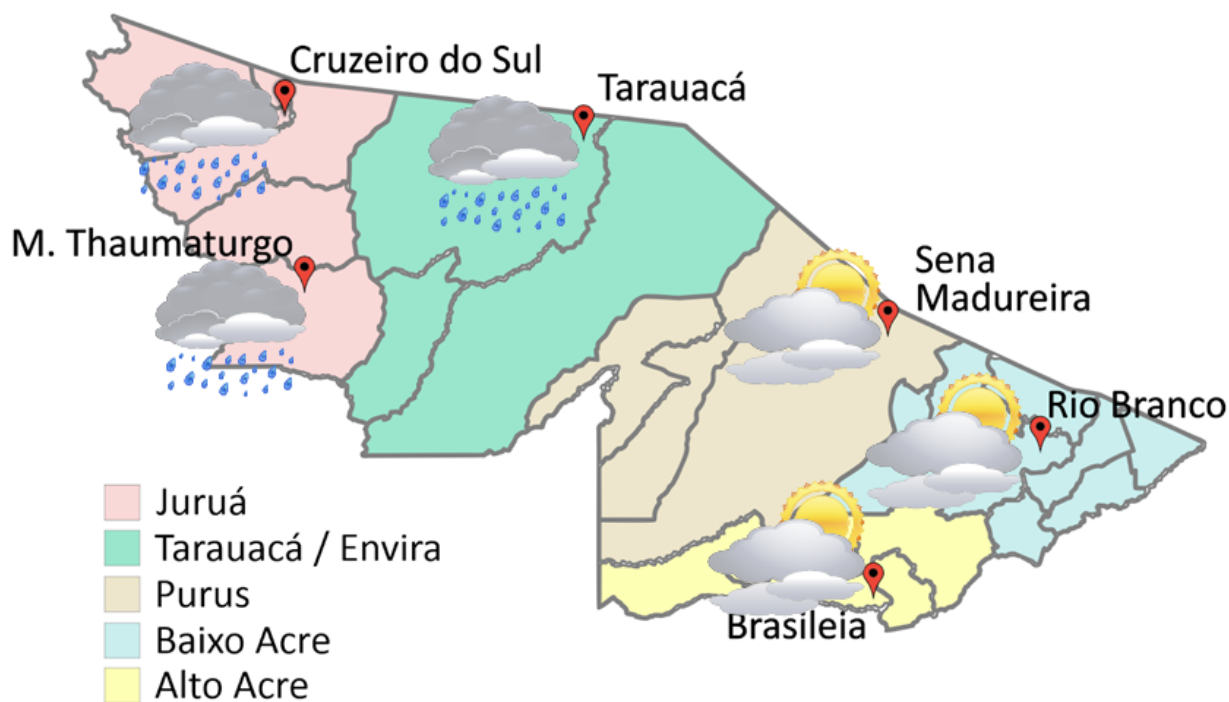 Cruzeiro do Sul
Tarauacá
M. Thaumaturgo
Sena
Madureira
Rio Branco
Brasileia
Juruá
Tarauacá / Envira
Purus
Baixo Acre
Alto Acre